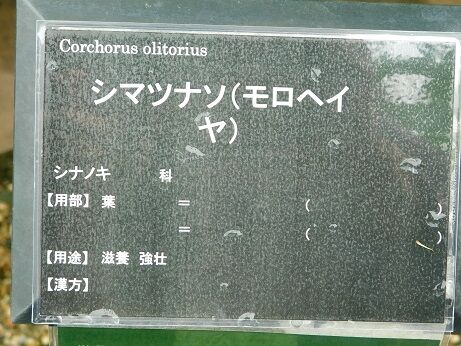 Corchorus olitorius
シマツナソ(モロヘイ
ヤ)
シナノキ 科
【用部】 葉 = ( )
= ( )
【用途】 滋養 強壮
【漢方】